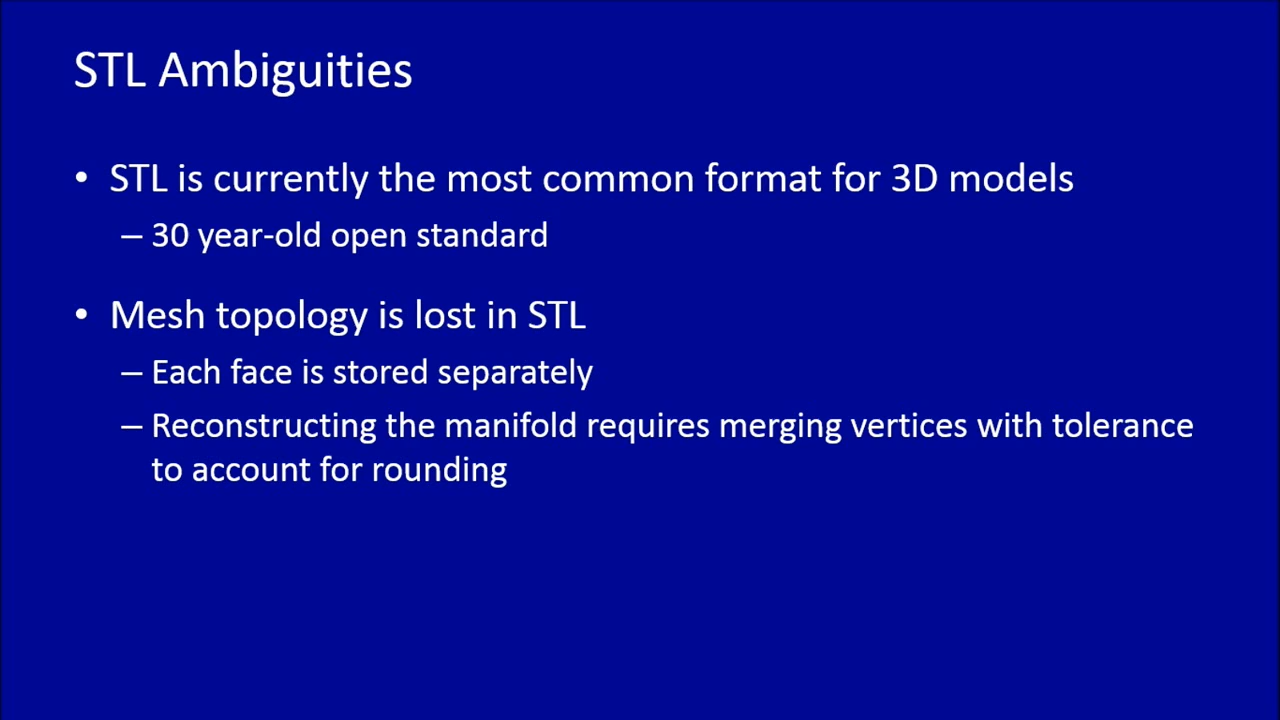 STL Ambiguities
• STL is currently the most common format for 3D models
– 30 year-old open standard
• Mesh topology is lost in STL
– Each face is stored separately
– Reconstructing the manifold requires merging vertices with tolerance
to account for rounding